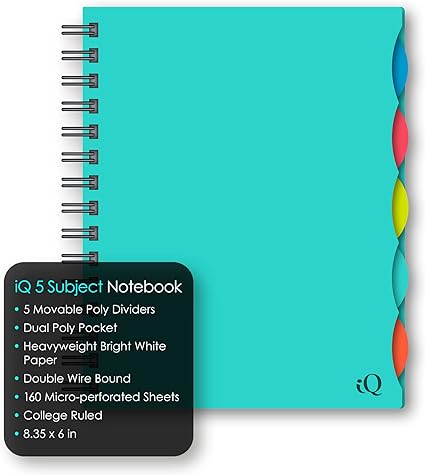 iQ
iQ 5 Subject Notebook
• 5 Movable Poly Dividers
• Dual Poly Pocket
• Heavyweight Bright White
Paper
• Double Wire Bound
• 160 Micro-perforated Sheets
• College Ruled
• 8.35 x 6 in